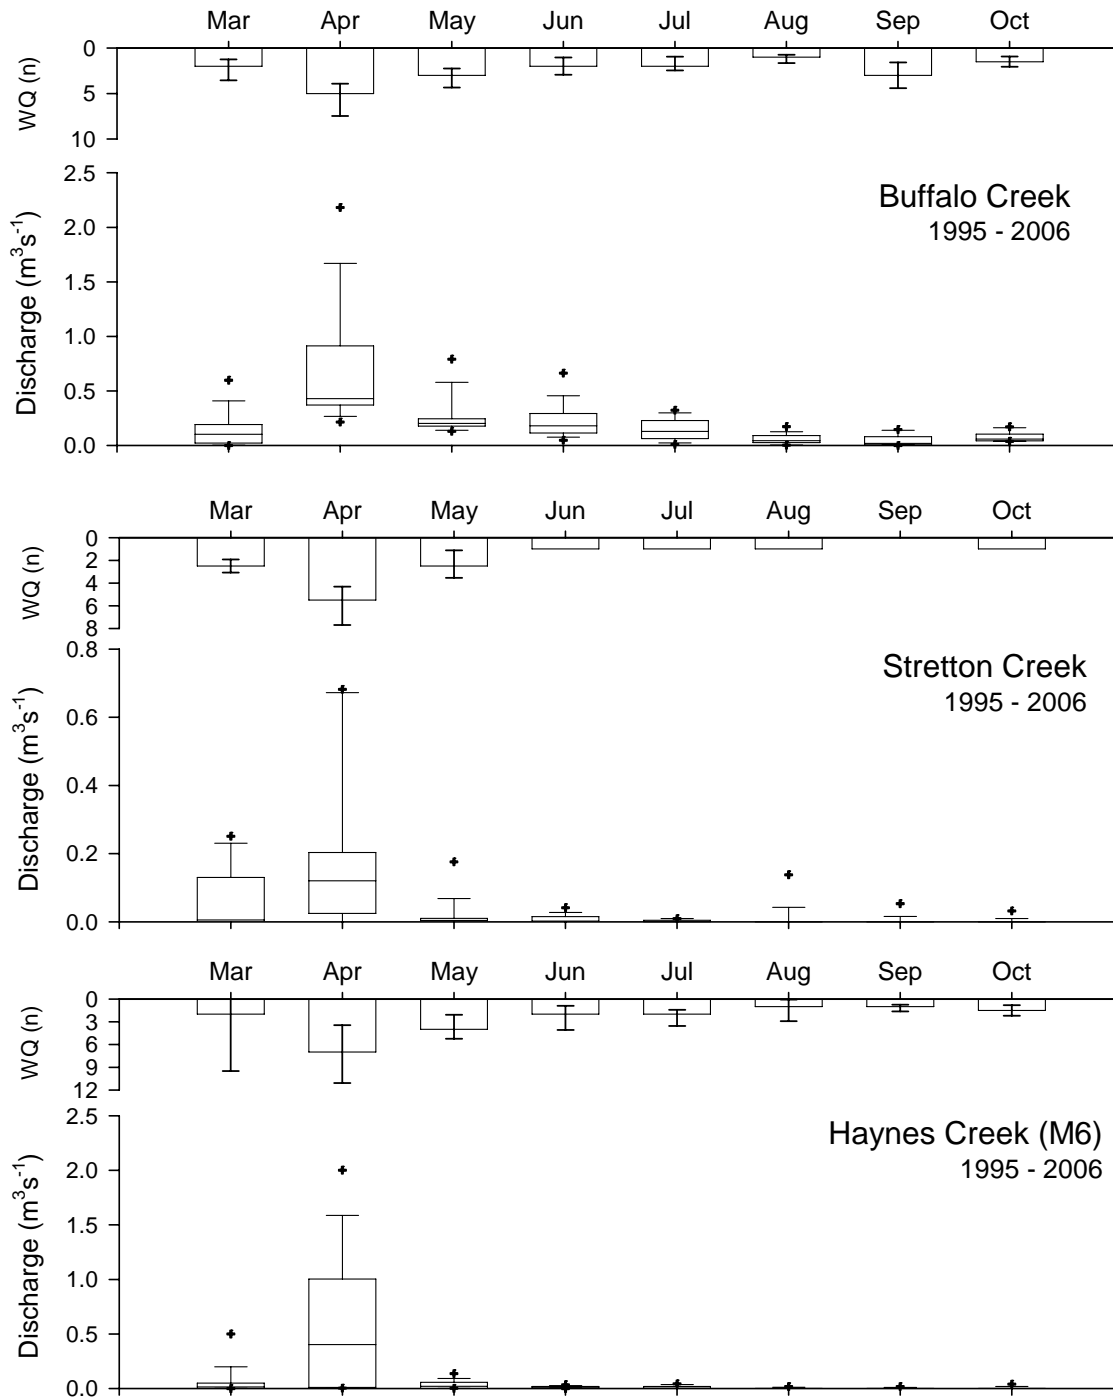 Mar Apr May Jun Jul Aug Sep Oct
0
5
10
WQ (n)
2.5
2.0
1.5
1.0
0.5
0.0
Discharge (m³s⁻¹)
Buffalo Creek
1995 - 2006
Mar Apr May Jun Jul Aug Sep Oct
0
2
4
6
8
WQ (n)
0.8
0.6
0.4
0.2
0.0
Discharge (m³s⁻¹)
Stretton Creek
1995 - 2006
Mar Apr May Jun Jul Aug Sep Oct
0
3
6
9
12
WQ (n)
2.5
2.0
1.5
1.0
0.5
0.0
Discharge (m³s⁻¹)
Haynes Creek (M6)
1995 - 2006